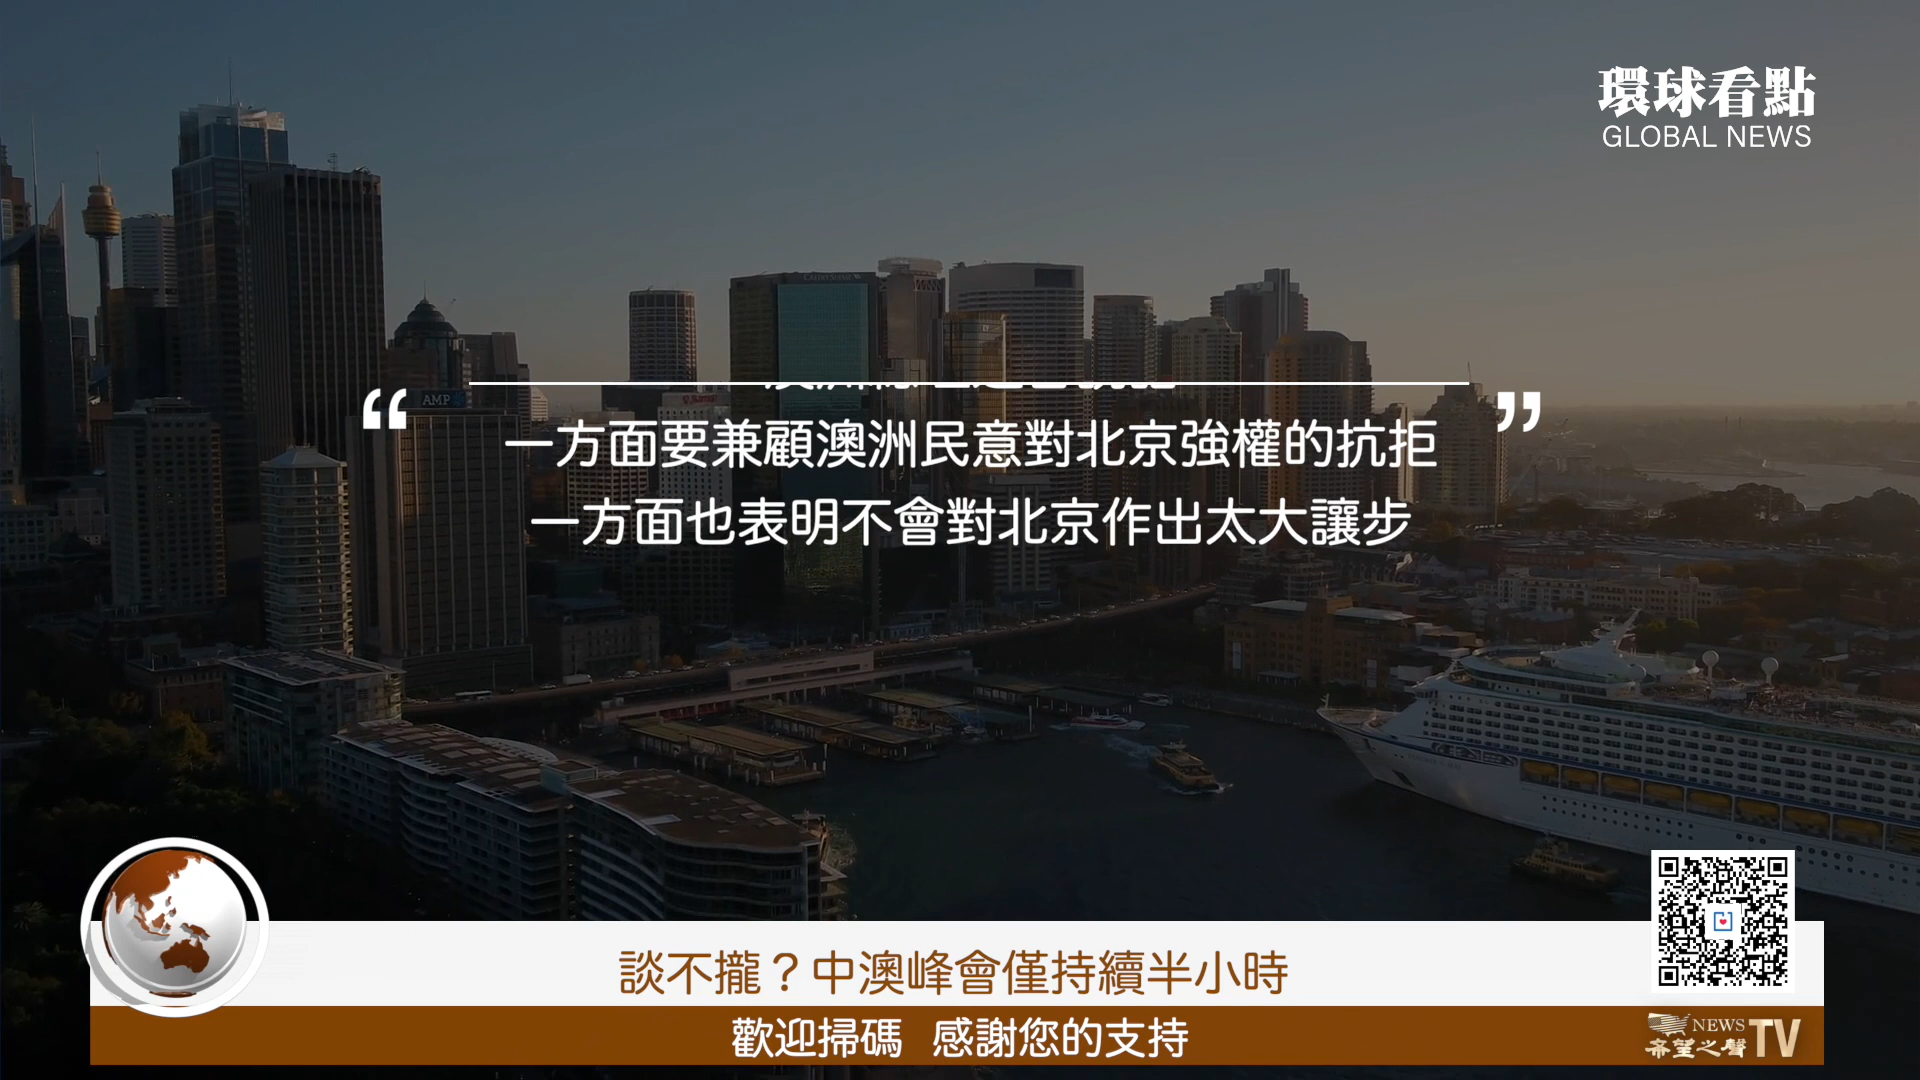 環球看點
GLOBAL NEWS
AMP
“
一方面要兼顧澳洲民意對北京強權的抗拒
一方面也表明不會對北京作出太大讓步
”
談不攏？中澳峰會僅持續半小時
歡迎掃碼 感謝您的支持
NEWS
希望之聲TV